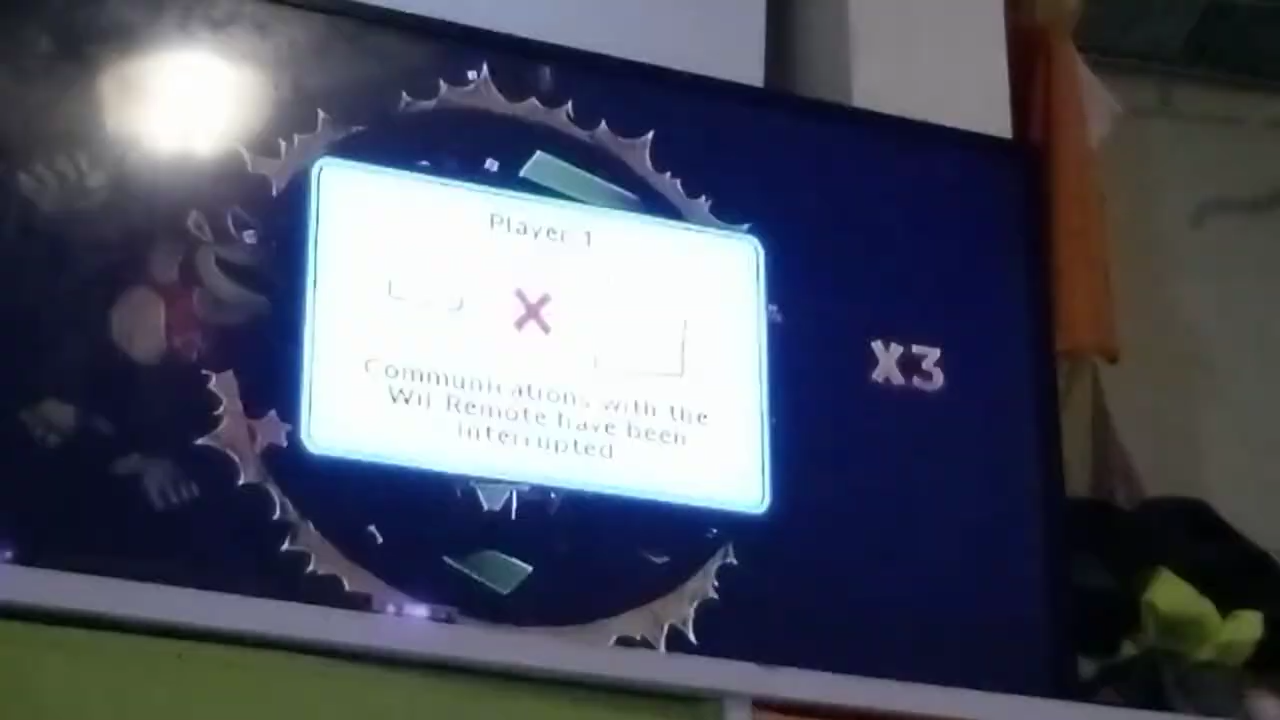 Player 1
Communications with the
Wii Remote have been
interrupted
X3